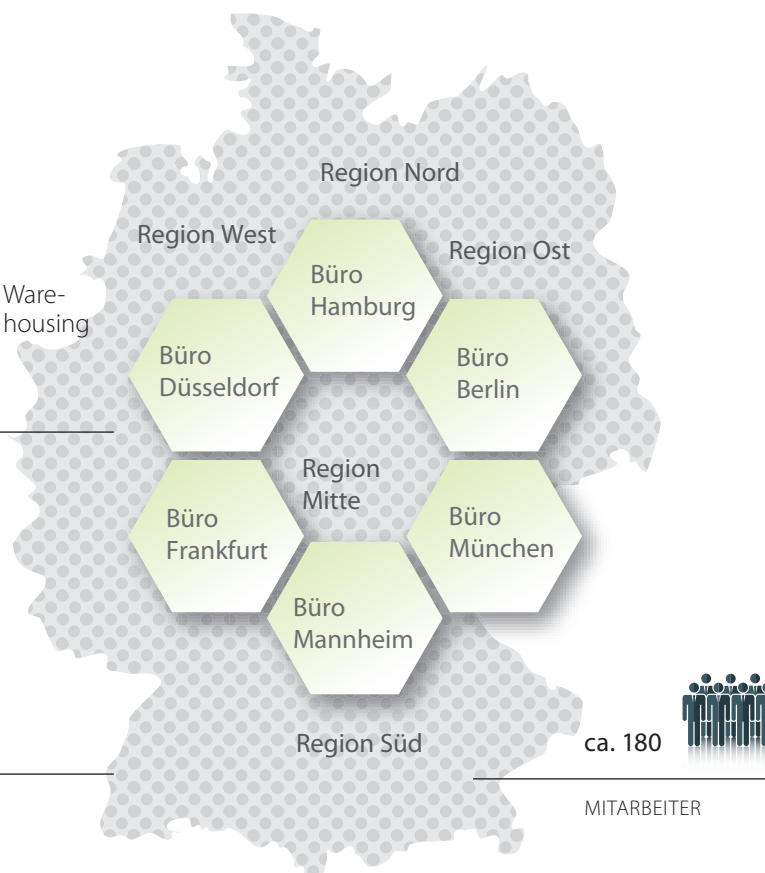 Region Nord
Region West
Region Ost
Büro
Hamburg
Ware-
housing
Büro
Düsseldorf
Büro
Berlin
Region
Mitte
Büro
Frankfurt
Büro
München
Büro
Mannheim
Region Süd
ca. 180
MITARBEITER